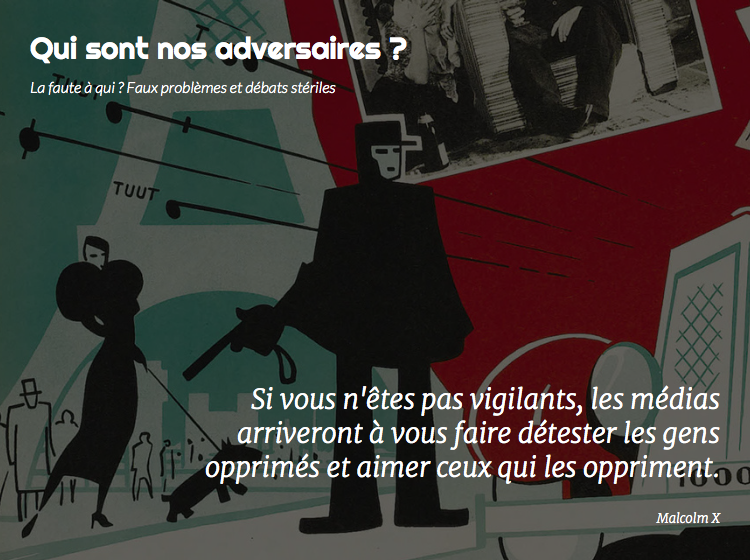 Qui sont nos adversaires ?
La faute à qui ? Faux problèmes et débats stériles
T
TUUT
TUUT
Si vous n'êtes pas vigilants, les médias
arriveront à vous faire détester les gens
opprimés et aimer ceux qui les oppriment.
1000
Malcolm X